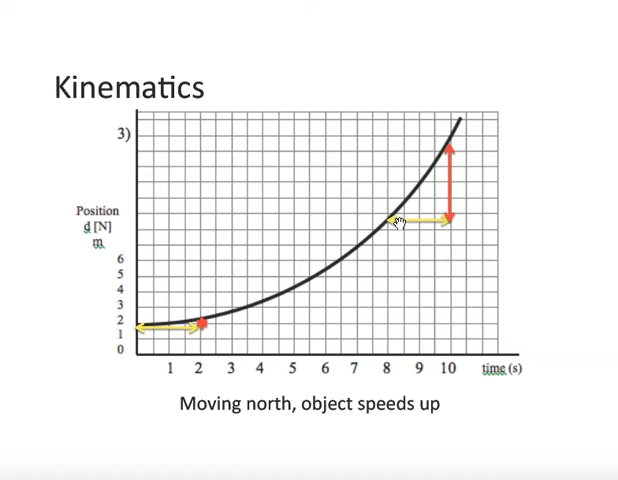 Kinematics
3)
Position
d [N]
m
6
5
4
3
2
1
0
1 2 3 4 5 6 7 8 9 10 time (s)
Moving north, object speeds up